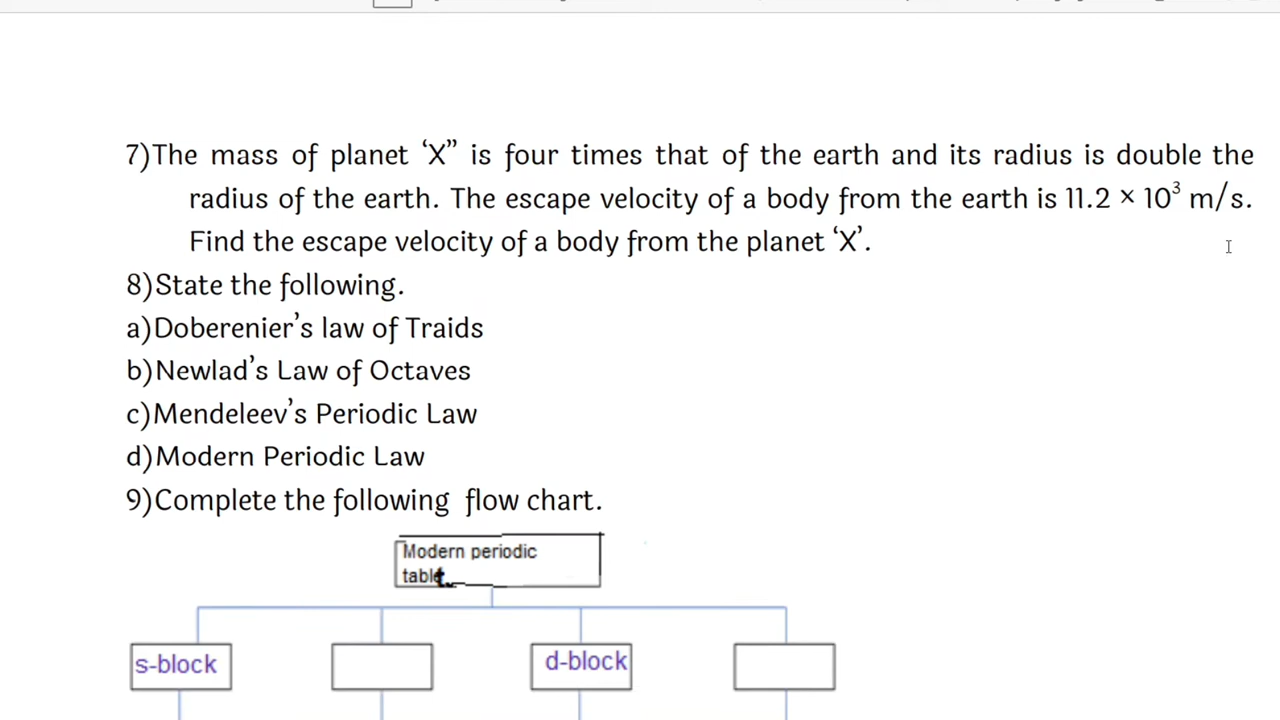 7)The mass of planet ‘X” is four times that of the earth and its radius is double the
radius of the earth. The escape velocity of a body from the earth is 11.2 × 10³ m/s.
Find the escape velocity of a body from the planet ‘X’.
8)State the following.
a)Doberenier’s law of Traids
b)Newlad’s Law of Octaves
c)Mendeleev’s Periodic Law
d)Modern Periodic Law
9)Complete the following flow chart.
Modern periodic
table
s-block
d-block